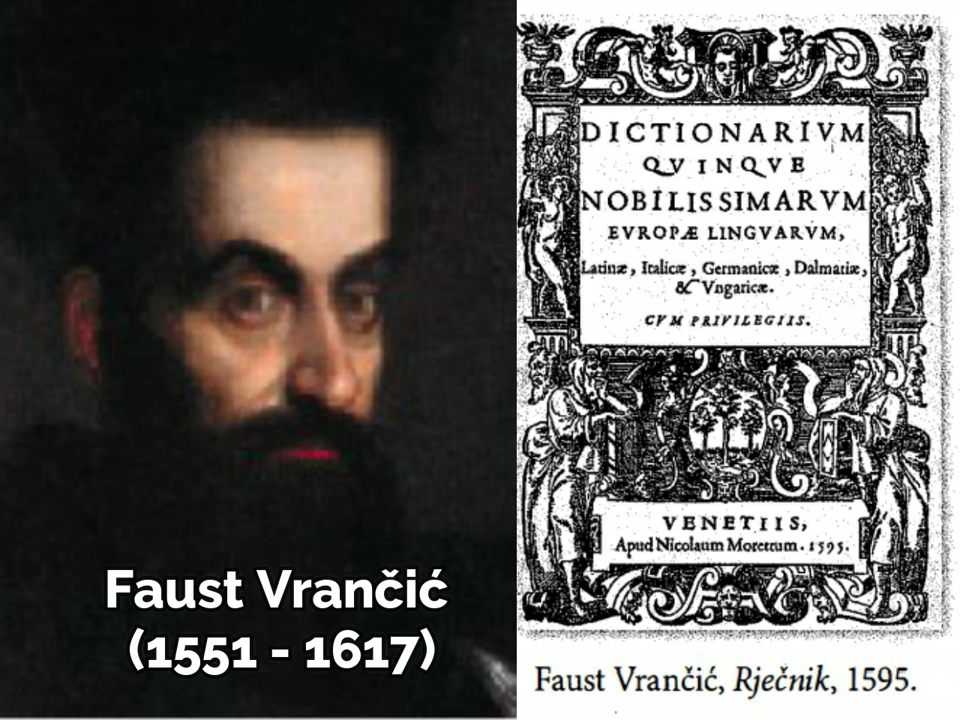 Faust Vrančić
(1551 - 1617)
DICTIONARIVM
QVINQVE
NOBILISSIMARVM
EVROPÆ LINGVARVM,
Latinæ, Italicæ, Germanicæ, Dalmatiæ,
& Vngaricæ.
CVM PRIVILEGIIS.
VENETIIS,
Apud Nicolaum Morettum. 1595.
Faust Vrančić, Rječnik, 1595.